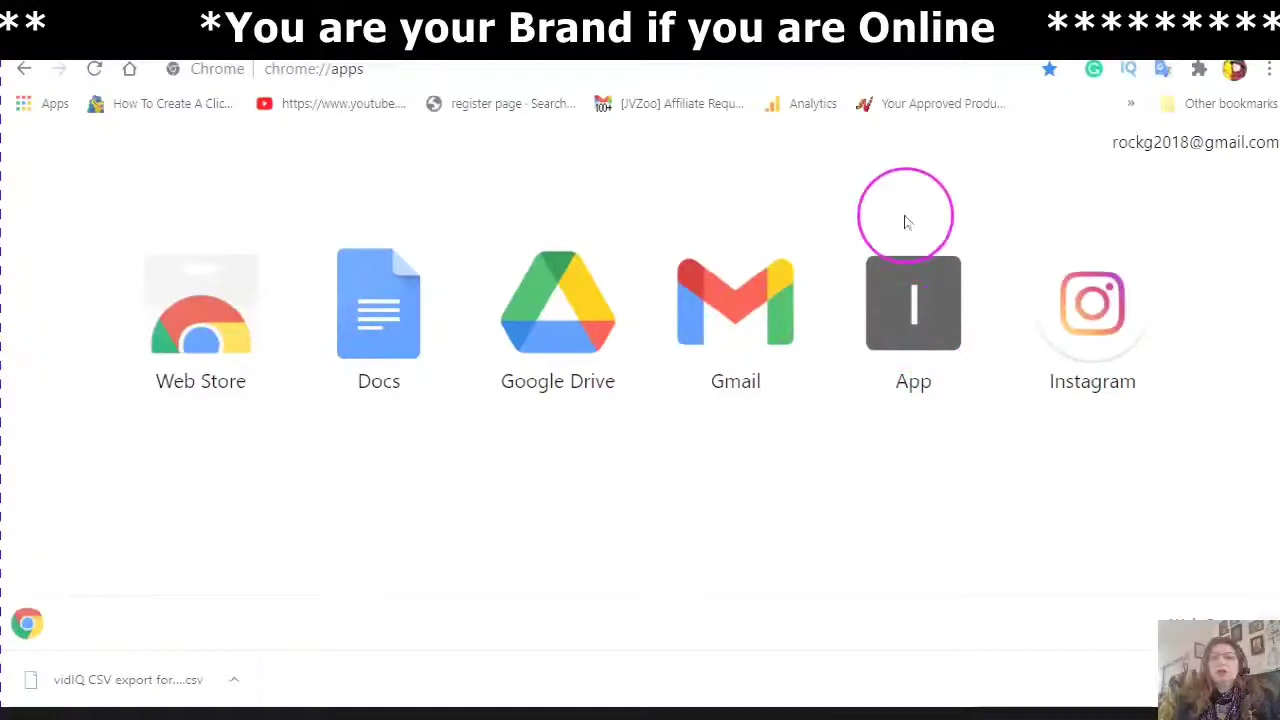 ** *You are your Brand if you are Online *********
Chrome | chrome://apps
Apps How To Create A Clic... https://www.youtube.... register page · Search... [JVZoo] Affiliate Requ... Analytics Your Approved Produ... » Other bookmarks
rockg2018@gmail.com
Web Store Docs Google Drive Gmail App Instagram
vidIQ CSV export for....csv